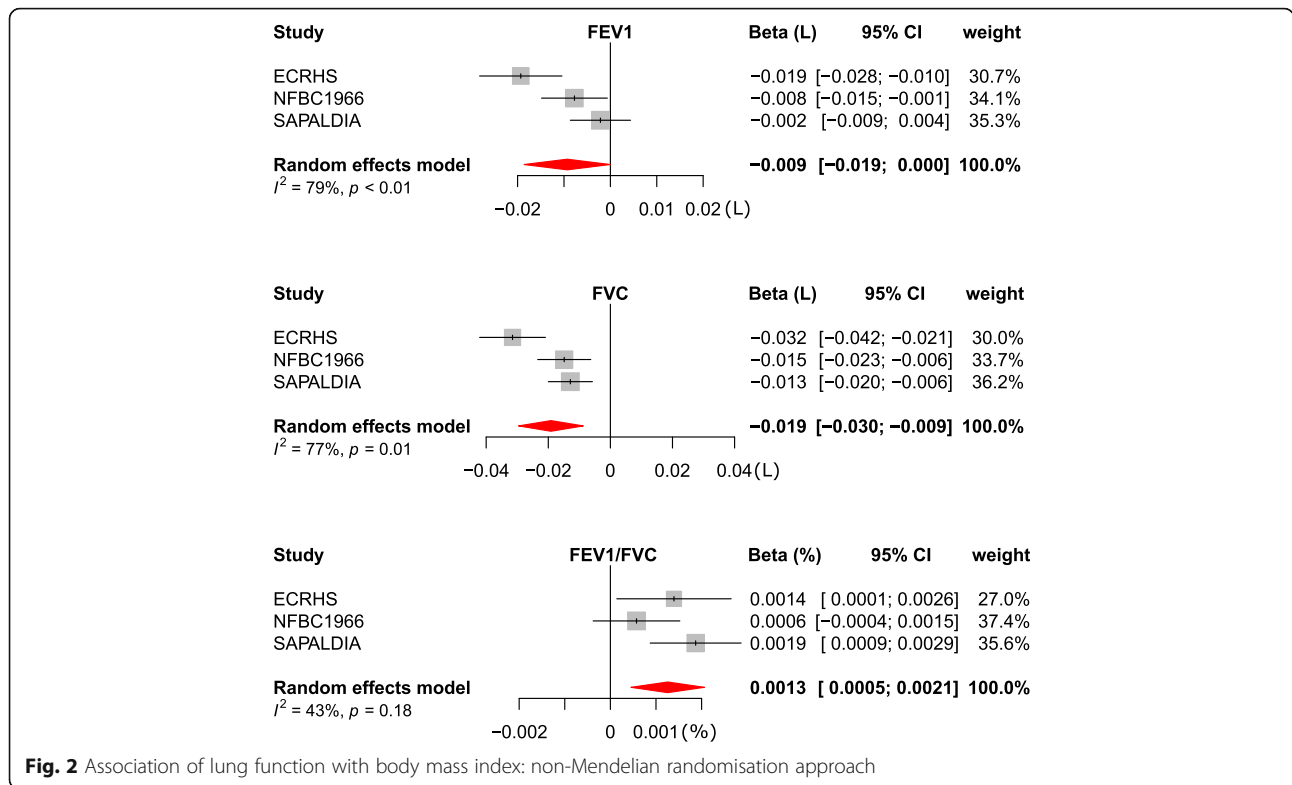 Study FEV1 Beta (L) 95% CI weight
ECRHS −0.019 [−0.028; −0.010] 30.7%
NFBC1966 −0.008 [−0.015; −0.001] 34.1%
SAPALDIA −0.002 [−0.009; 0.004] 35.3%
Random effects model −0.009 [−0.019; 0.000] 100.0%
I² = 79%, p < 0.01
−0.02 0 0.01 0.02 (L)
Study FVC Beta (L) 95% CI weight
ECRHS −0.032 [−0.042; −0.021] 30.0%
NFBC1966 −0.015 [−0.023; −0.006] 33.7%
SAPALDIA −0.013 [−0.020; −0.006] 36.2%
Random effects model −0.019 [−0.030; −0.009] 100.0%
I² = 77%, p = 0.01
−0.04 −0.02 0 0.02 0.04 (L)
Study FEV1/FVC Beta (%) 95% CI weight
ECRHS 0.0014 [ 0.0001; 0.0026] 27.0%
NFBC1966 0.0006 [−0.0004; 0.0015] 37.4%
SAPALDIA 0.0019 [ 0.0009; 0.0029] 35.6%
Random effects model 0.0013 [ 0.0005; 0.0021] 100.0%
I² = 43%, p = 0.18
−0.002 0 0.001 (%)
Fig. 2 Association of lung function with body mass index: non-Mendelian randomisation approach